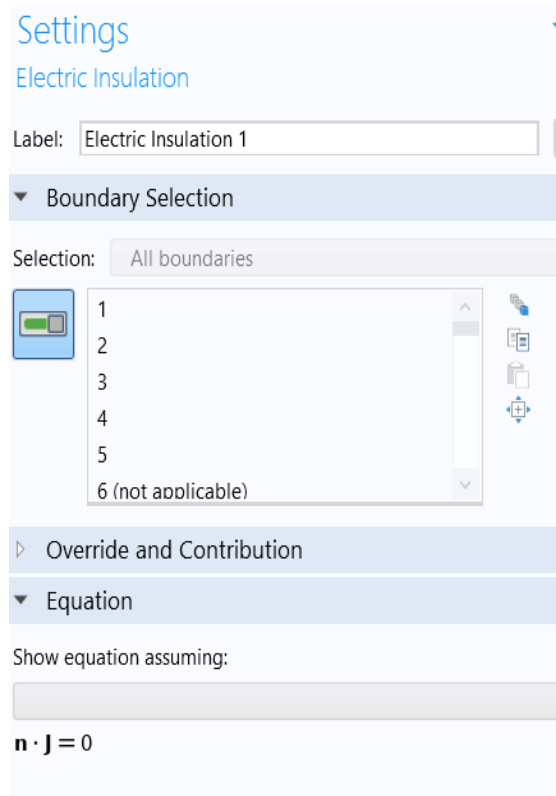 Settings
Electric Insulation
Label: Electric Insulation 1
Boundary Selection
Selection: All boundaries
1
2
3
4
5
6 (not applicable)
Override and Contribution
Equation
Show equation assuming:
n · J = 0